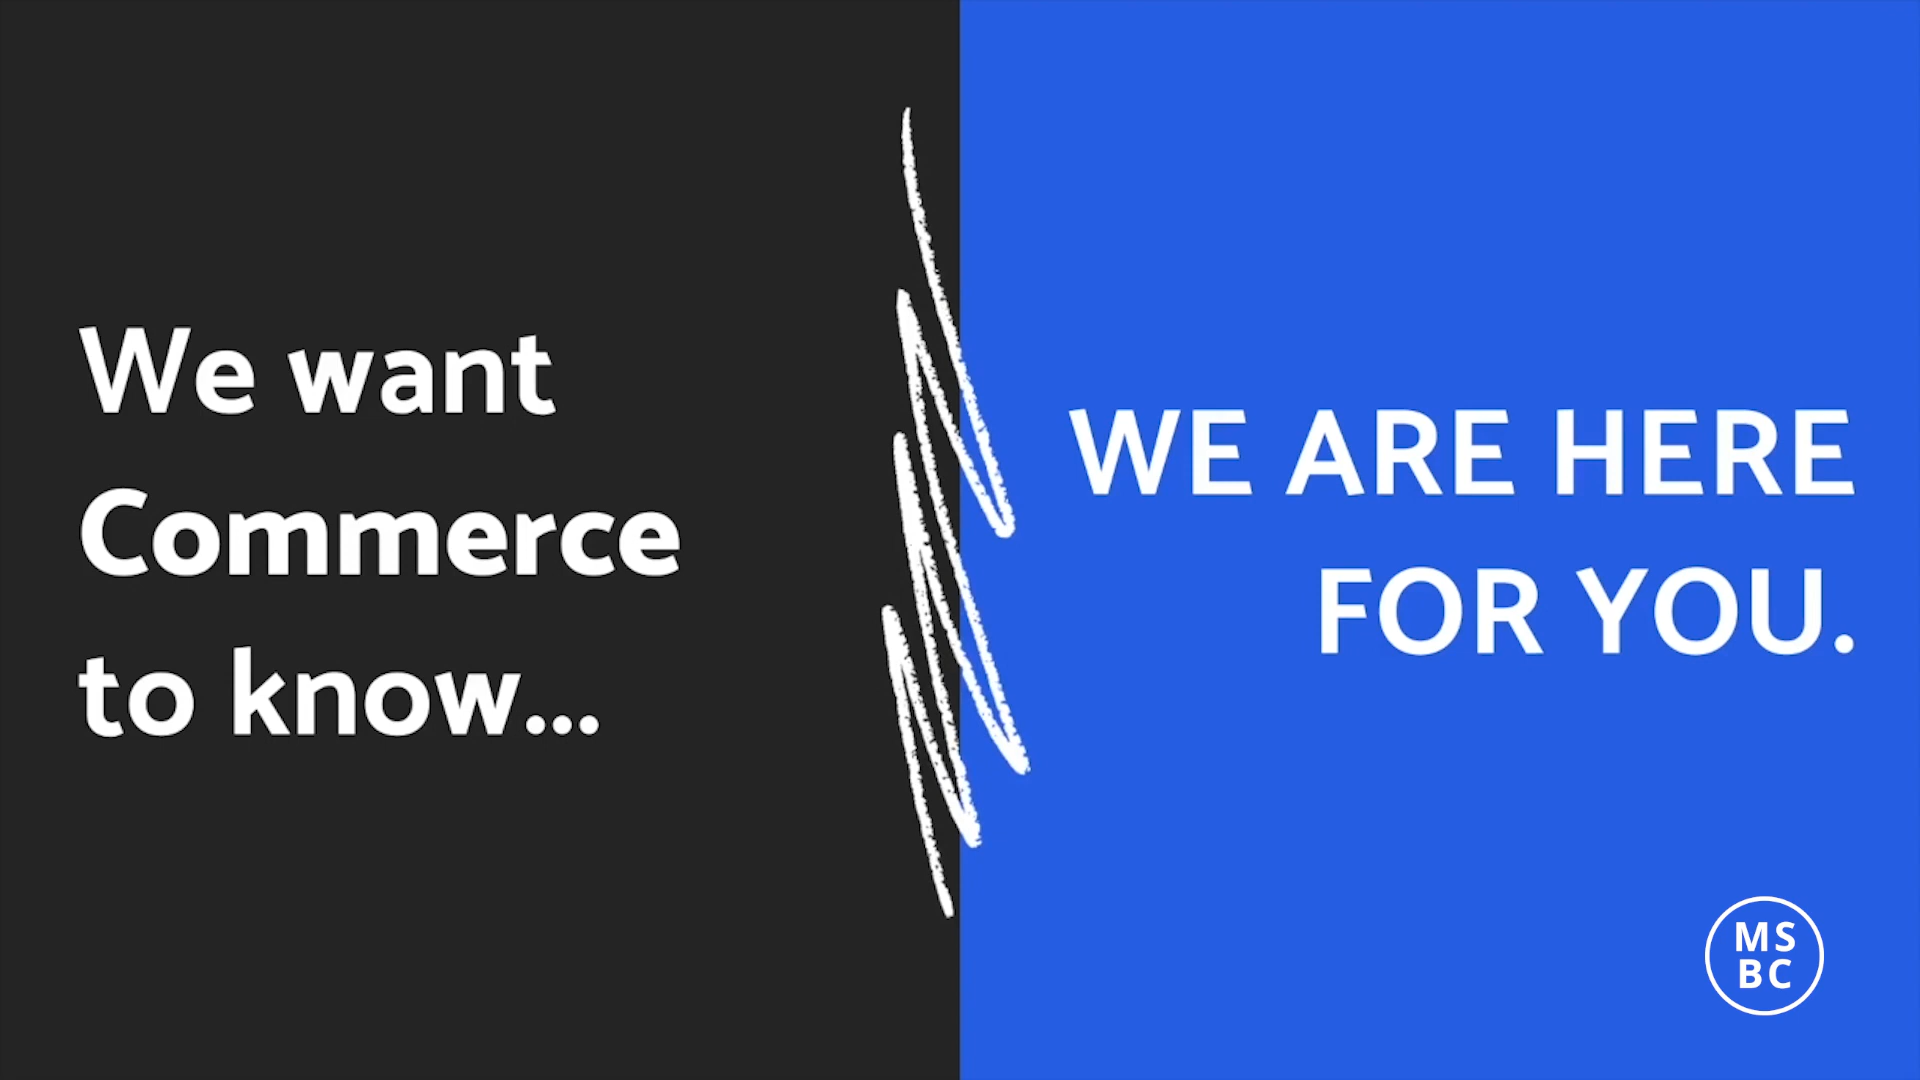 We want
Commerce
to know...
WE ARE HERE
FOR YOU.
MS
BC